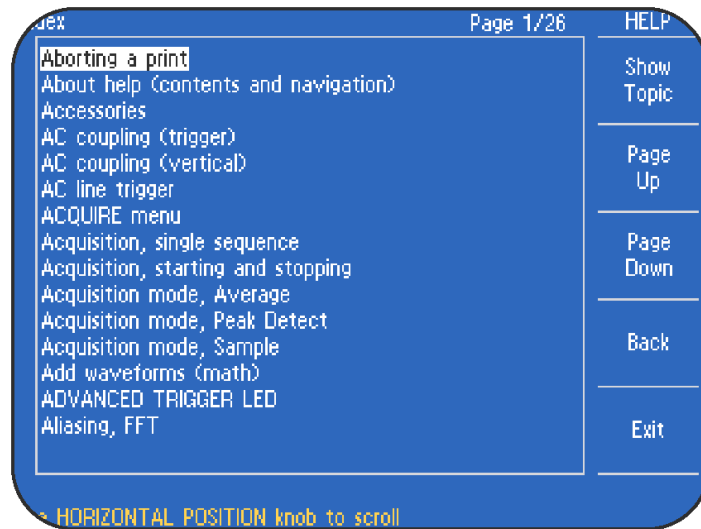 Page 1/26
HELP
Aborting a print
About help (contents and navigation)
Accessories
AC coupling (trigger)
AC coupling (vertical)
AC line trigger
ACQUIRE menu
Acquisition, single sequence
Acquisition, starting and stopping
Acquisition mode, Average
Acquisition mode, Peak Detect
Acquisition mode, Sample
Add waveforms (math)
ADVANCED TRIGGER LED
Aliasing, FFT
Show
Topic
Page
Up
Page
Down
Back
Exit
HORIZONTAL POSITION knob to scroll